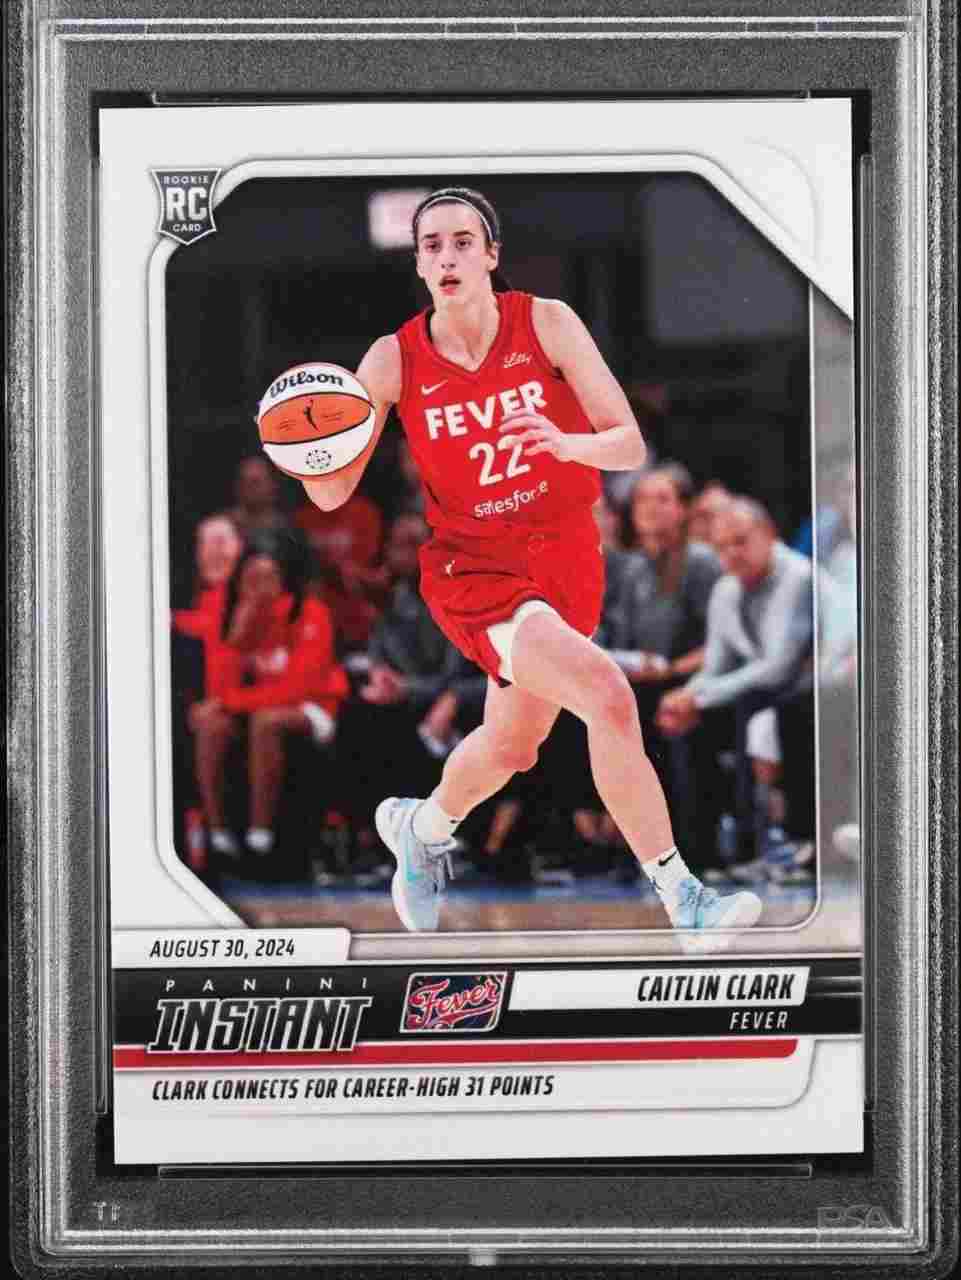 ROOKIE
RC
CARD
Wilson
Lilly
FEVER
22
salesforce
AUGUST 30, 2024
PANINI
INSTANT
Fever
CAITLIN CLARK
FEVER
CLARK CONNECTS FOR CAREER-HIGH 31 POINTS
PSA